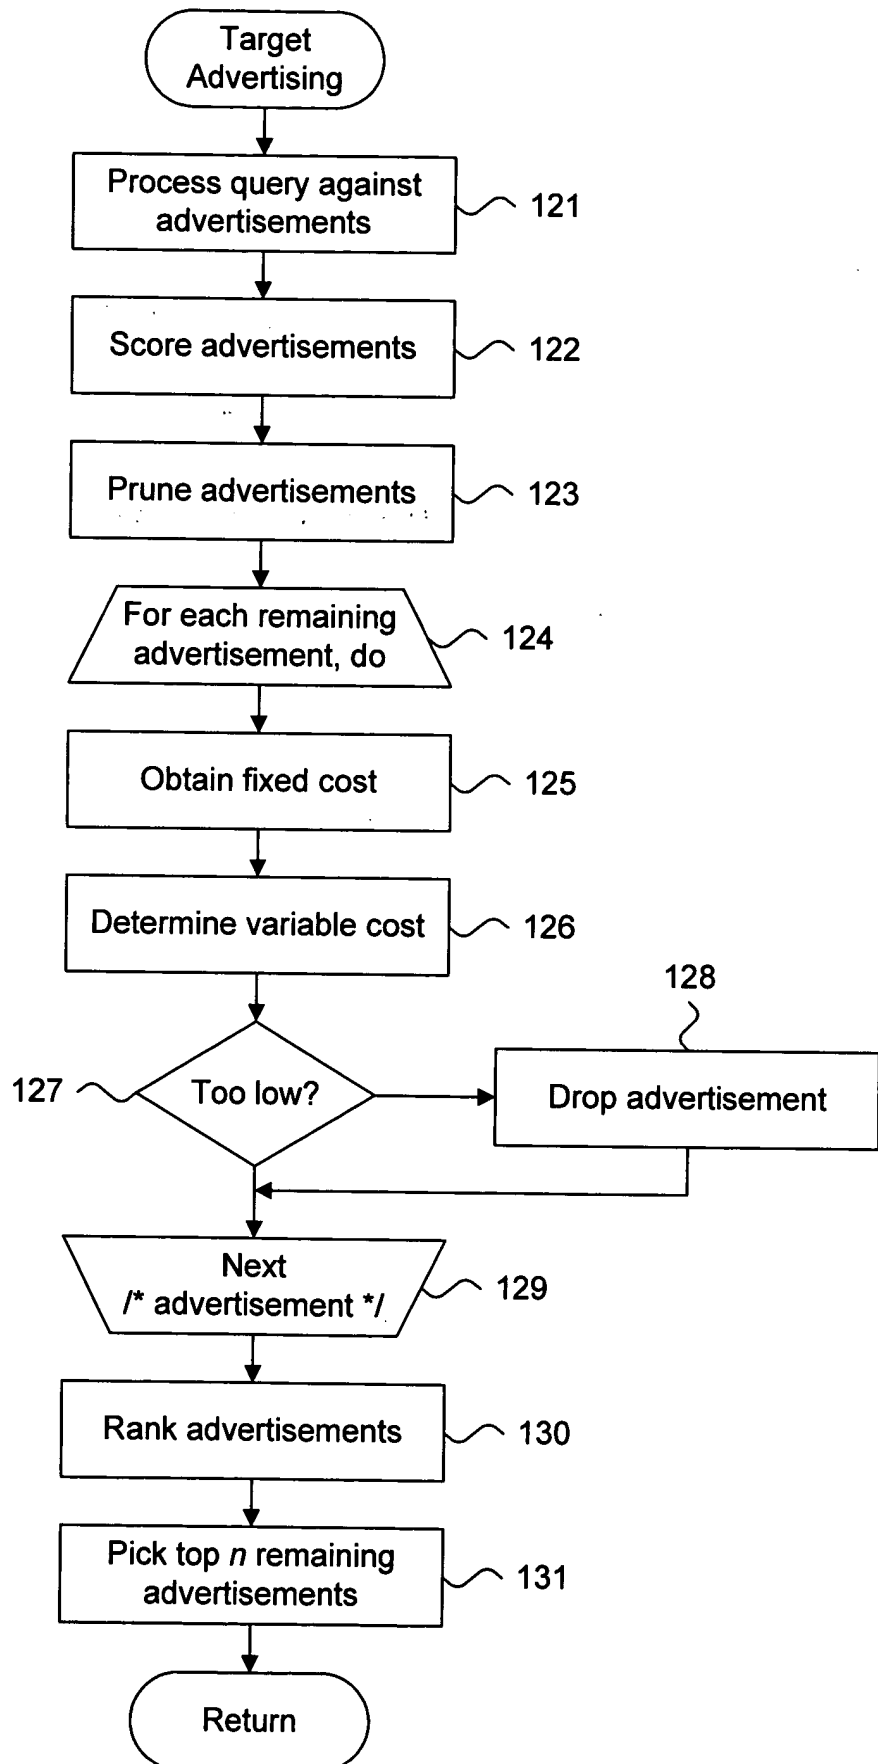 Target
Advertising
Process query against
advertisements
121
Score advertisements
122
Prune advertisements
123
For each remaining
advertisement, do
124
Obtain fixed cost
125
Determine variable cost
126
128
127
Too low?
Drop advertisement
Next
/* advertisement */
129
Rank advertisements
130
Pick top n remaining
advertisements
131
Return